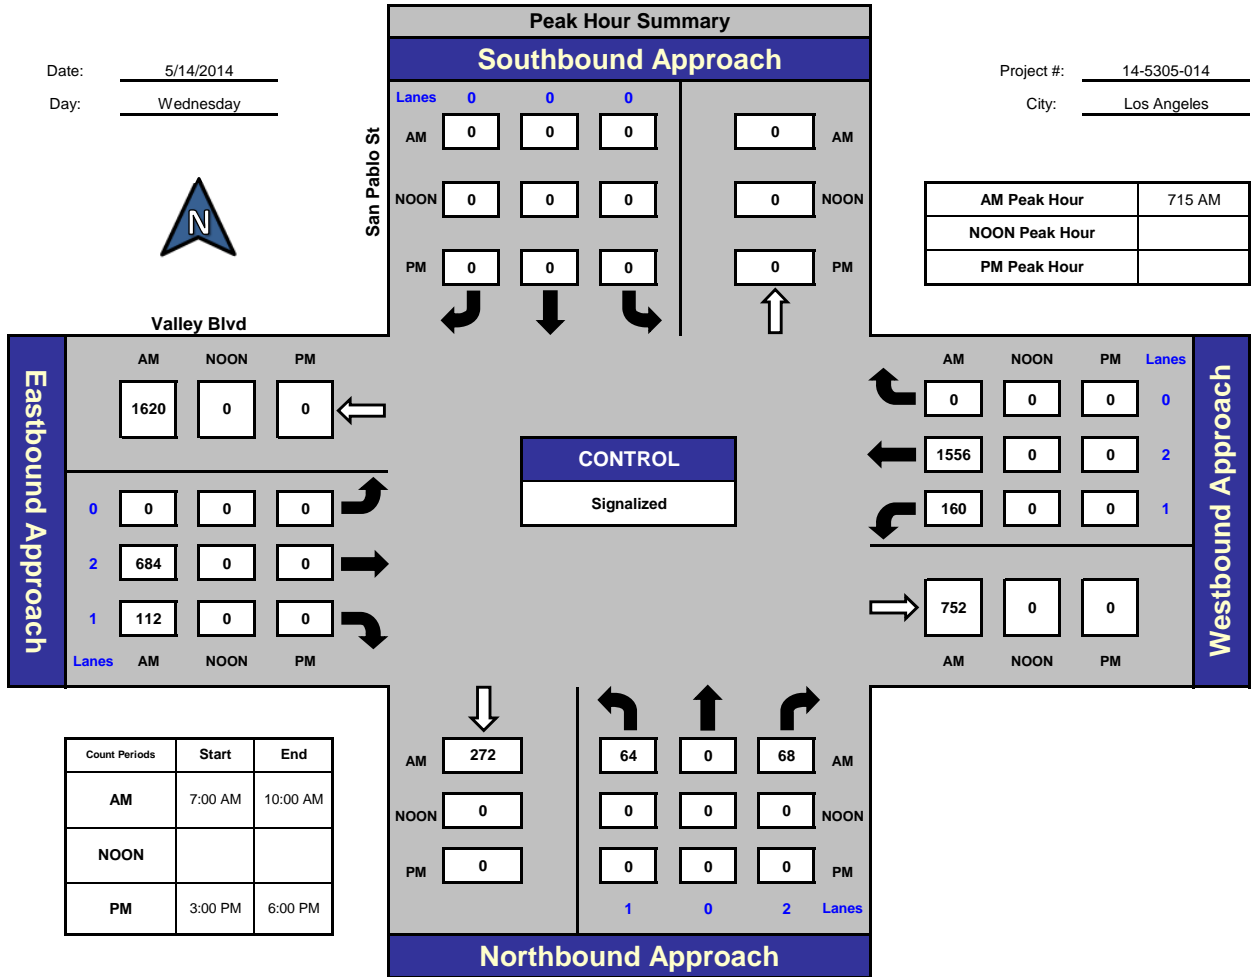 Peak Hour Summary
Southbound Approach
Date: 5/14/2014
Day: Wednesday
Project #: 14-5305-014
City: Los Angeles
N
San Pablo St
Lanes 0 0 0
AM 0 0 0 0 AM
NOON 0 0 0 0 NOON
PM 0 0 0 0 PM
AM Peak Hour 715 AM
NOON Peak Hour
PM Peak Hour
Valley Blvd
Eastbound Approach
AM NOON PM
1620 0 0
0 0 0 0
2 684 0 0
1 112 0 0
Lanes AM NOON PM
CONTROL
Signalized
AM NOON PM Lanes
0 0 0 0
1556 0 0 2
160 0 0 1
752 0 0
AM NOON PM
Westbound Approach
Count Periods Start End
AM 7:00 AM 10:00 AM
NOON
PM 3:00 PM 6:00 PM
AM 272 64 0 68 AM
NOON 0 0 0 0 NOON
PM 0 0 0 0 PM
1 0 2 Lanes
Northbound Approach